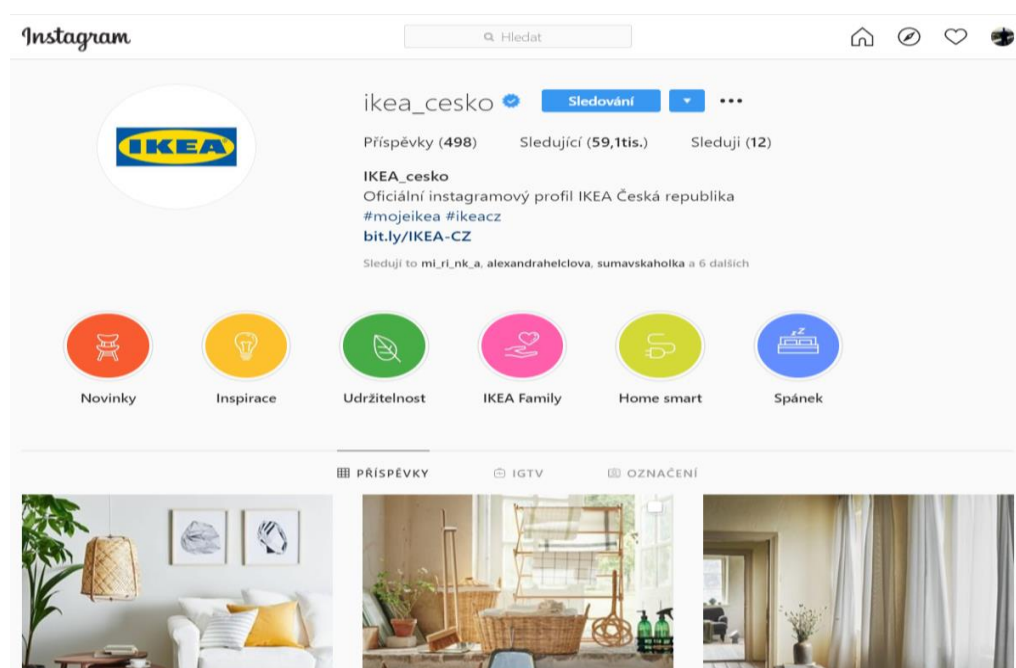 Instagram
Hledat
IKEA
ikea_cesko Sledování
Příspěvky (498) Sledující (59,1tis.) Sleduji (12)
IKEA_cesko
Oficiální instagramový profil IKEA Česká republika
#mojeikea #ikeacz
bit.ly/IKEA-CZ
Sledují to mi_ri_nk_a, alexandrahelclova, sumavskaholka a 6 dalších
zZ
Novinky Inspirace Udržitelnost IKEA Family Home smart Spánek
PŘÍSPĚVKY IGTV OZNAČENÍ